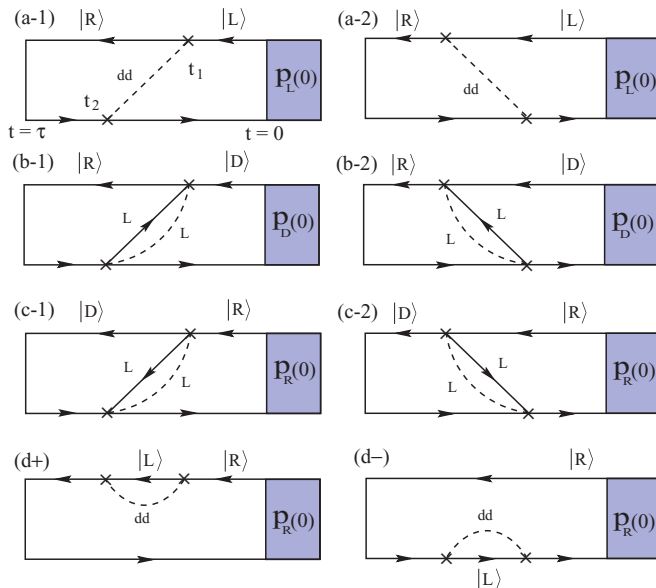 (a-1) |R⟩ |L⟩ (a-2) |R⟩ |L⟩
dd t₁ dd
t₂ p_L(0) p_L(0)
t = τ t = 0
(b-1) |R⟩ |D⟩ (b-2) |R⟩ |D⟩
L L p_D(0) L L p_D(0)
(c-1) |D⟩ |R⟩ (c-2) |D⟩ |R⟩
L L p_R(0) L L p_R(0)
(d+) |L⟩ |R⟩ (d−) |R⟩
dd p_R(0) dd p_R(0)
|L⟩